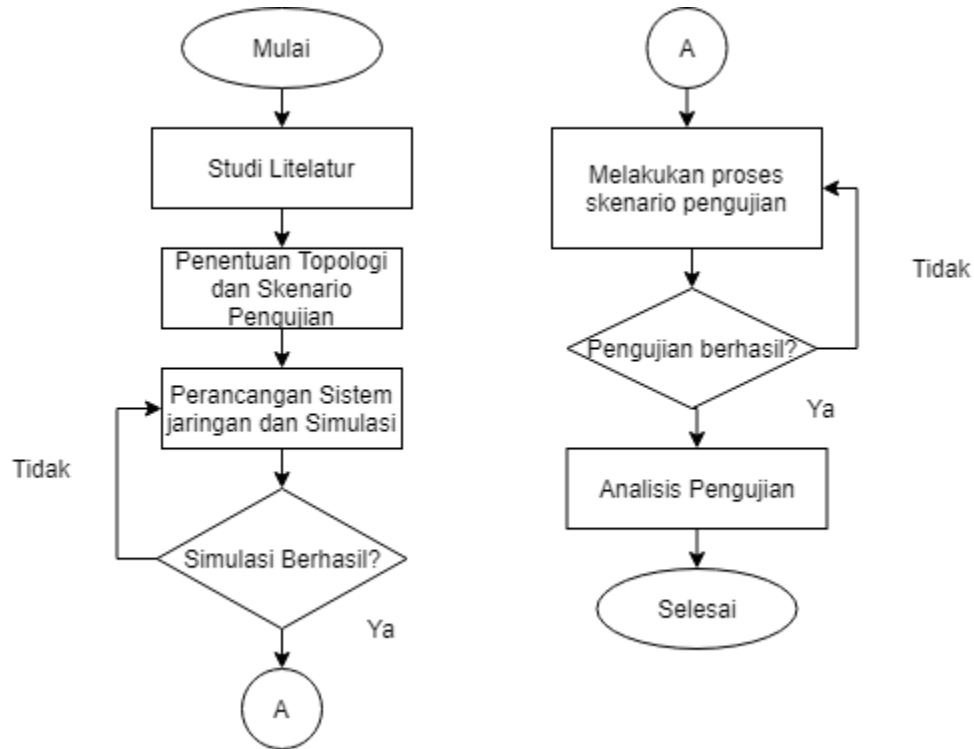 Mulai
Studi Litelatur
Penentuan Topologi
dan Skenario
Pengujian
Perancangan Sistem
jaringan dan Simulasi
Tidak
Simulasi Berhasil?
Ya
A
A
Melakukan proses
skenario pengujian
Tidak
Pengujian berhasil?
Ya
Analisis Pengujian
Selesai